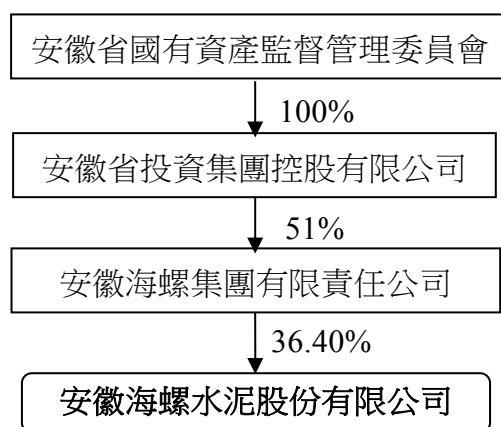 安徽省國有資產監督管理委員會
100%
安徽省投資集團控股有限公司
51%
安徽海螺集團有限責任公司
36.40%
安徽海螺水泥股份有限公司